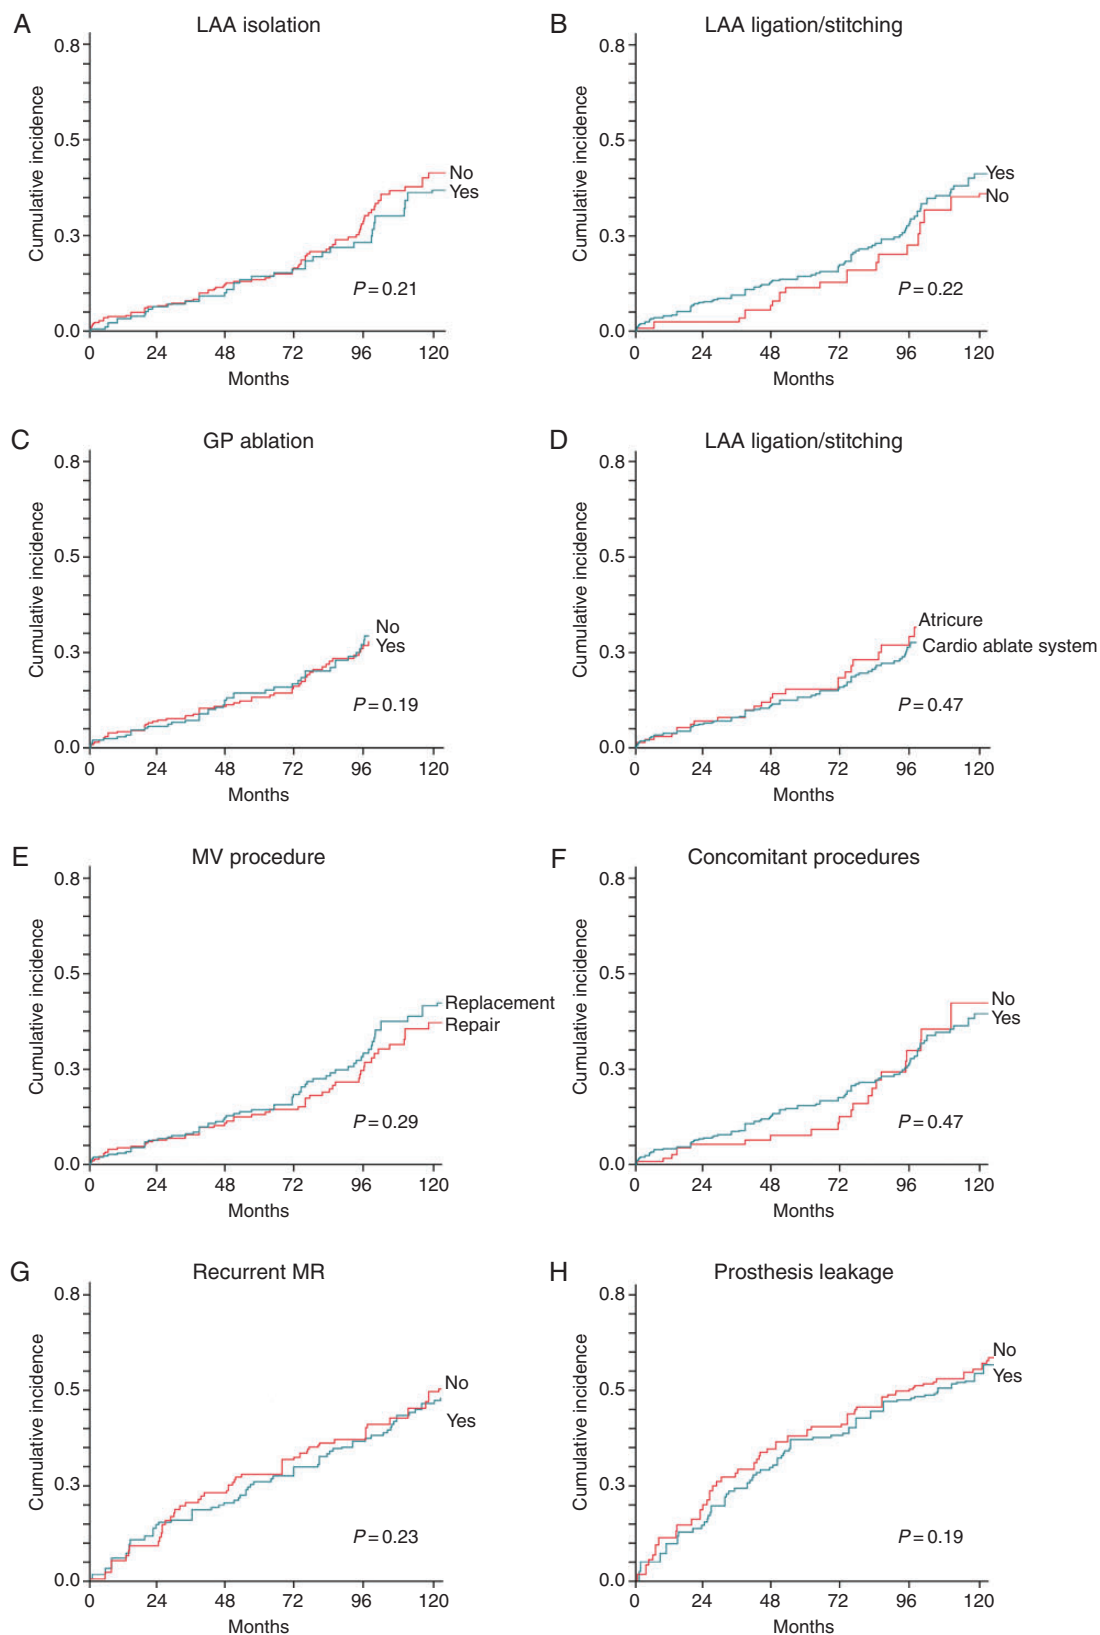 A LAA isolation
0.8
0.5
0.3
0.0
Cumulative incidence
No
Yes
P = 0.21
0 24 48 72 96 120
Months
B LAA ligation/stitching
0.8
0.5
0.3
0.0
Cumulative incidence
Yes
No
P = 0.22
0 24 48 72 96 120
Months
C GP ablation
0.8
0.5
0.3
0.0
Cumulative incidence
No
Yes
P = 0.19
0 24 48 72 96 120
Months
D LAA ligation/stitching
0.8
0.5
0.3
0.0
Cumulative incidence
Atricure
Cardio ablate system
P = 0.47
0 24 48 72 96 120
Months
E MV procedure
0.8
0.5
0.3
0.0
Cumulative incidence
Replacement
Repair
P = 0.29
0 24 48 72 96 120
Months
F Concomitant procedures
0.8
0.5
0.3
0.0
Cumulative incidence
No
Yes
P = 0.47
0 24 48 72 96 120
Months
G Recurrent MR
0.8
0.5
0.3
0.0
Cumulative incidence
No
Yes
P = 0.23
0 24 48 72 96 120
Months
H Prosthesis leakage
0.8
0.5
0.3
0.0
Cumulative incidence
No
Yes
P = 0.19
0 24 48 72 96 120
Months